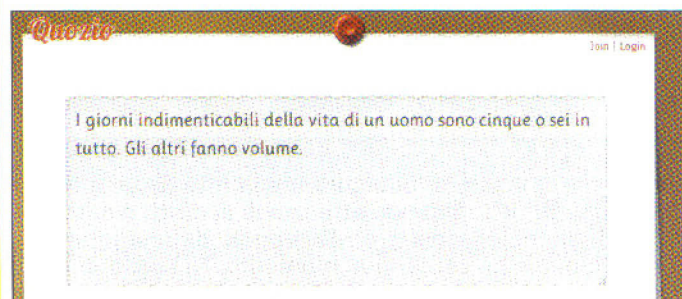 Quozio
Join | Login
I giorni indimenticabili della vita di un uomo sono cinque o sei in
tutto. Gli altri fanno volume.